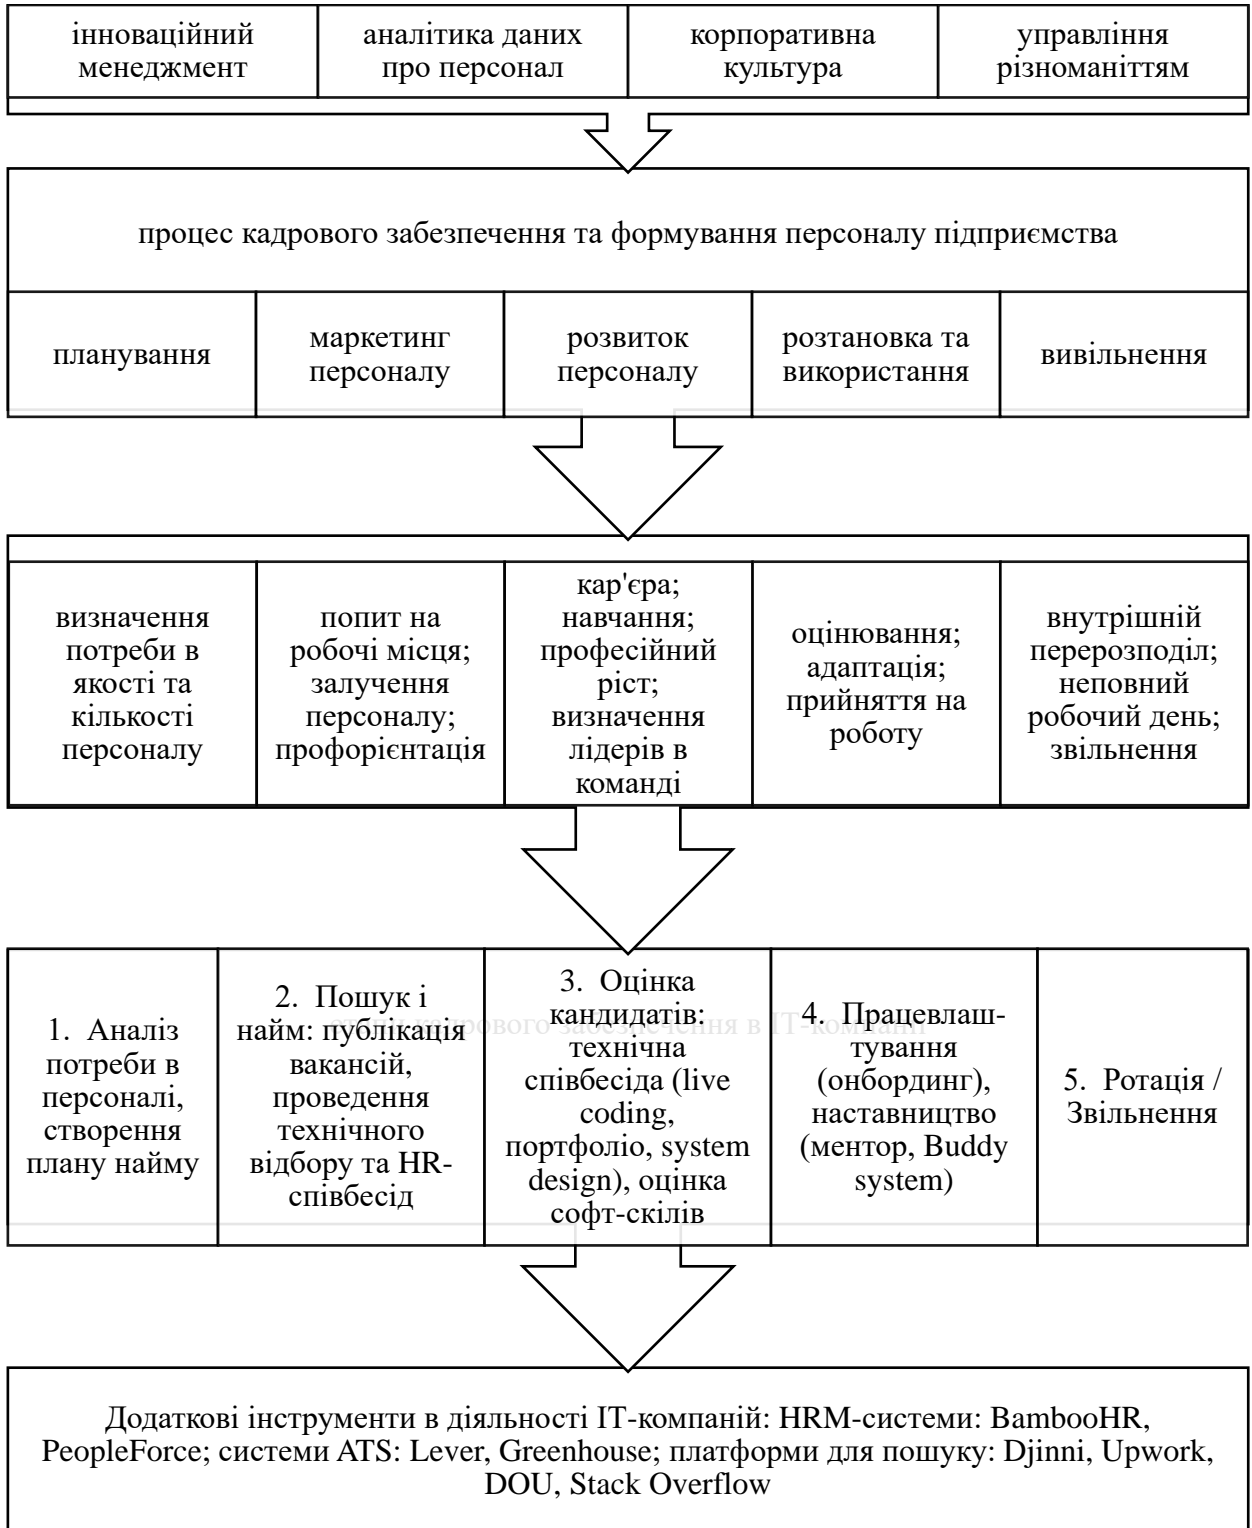 інноваційний
менеджмент
аналітика даних
про персонал
корпоративна
культура
управління
різноманіттям
процес кадрового забезпечення та формування персоналу підприємства
планування
маркетинг
персоналу
розвиток
персоналу
розтановка та
використання
вивільнення
визначення
потреби в
якості та
кількості
персоналу
попит на
робочі місця;
залучення
персоналу;
профорієнтація
кар'єра;
навчання;
професійний
ріст;
визначення
лідерів в
команді
оцінювання;
адаптація;
прийняття на
роботу
внутрішній
перерозподіл;
неповний
робочий день;
звільнення
етапи кадрового забезпечення в ІТ-компанії
1. Аналіз
потреби в
персоналі,
створення
плану найму
2. Пошук і
найм: публікація
вакансій,
проведення
технічного
відбору та HR-
співбесід
3. Оцінка
кандидатів:
технічна
співбесіда (live
coding,
портфоліо, system
design), оцінка
софт-скілів
4. Працевлаш-
тування
(онбординг),
наставництво
(ментор, Buddy
system)
5. Ротація /
Звільнення
Додаткові інструменти в діяльності ІТ-компаній: HRM-системи: BambooHR,
PeopleForce; системи ATS: Lever, Greenhouse; платформи для пошуку: Djinni, Upwork,
DOU, Stack Overflow